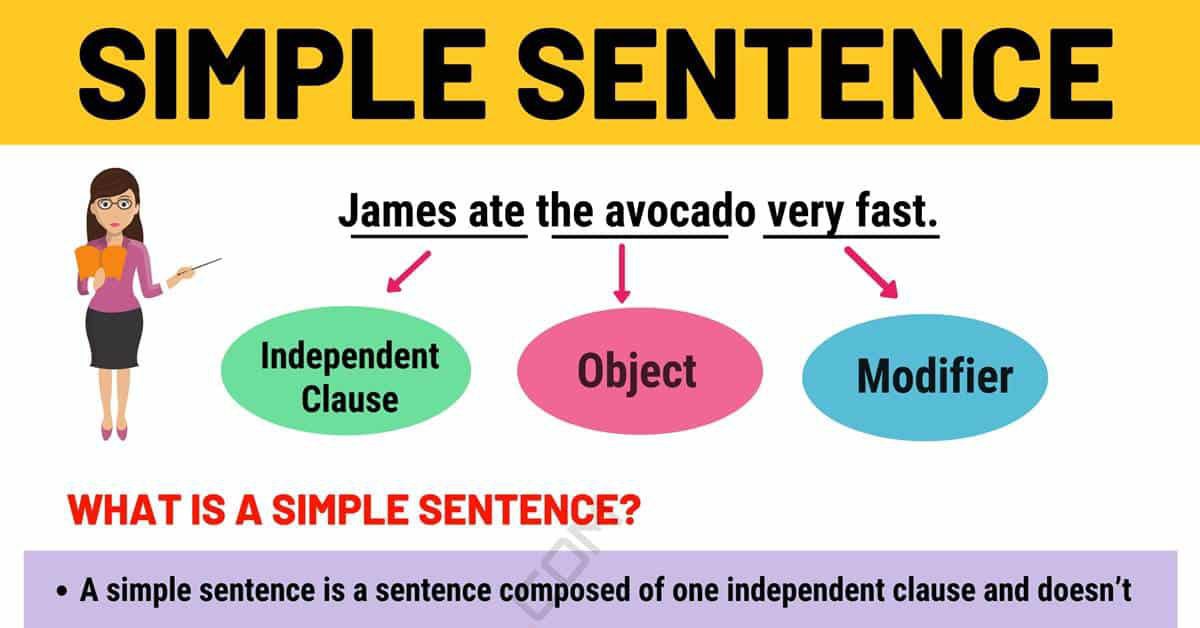 SIMPLE SENTENCE
James ate the avocado very fast.
Independent
Clause
Object
Modifier
WHAT IS A SIMPLE SENTENCE?
• A simple sentence is a sentence composed of one independent clause and doesn't
COM